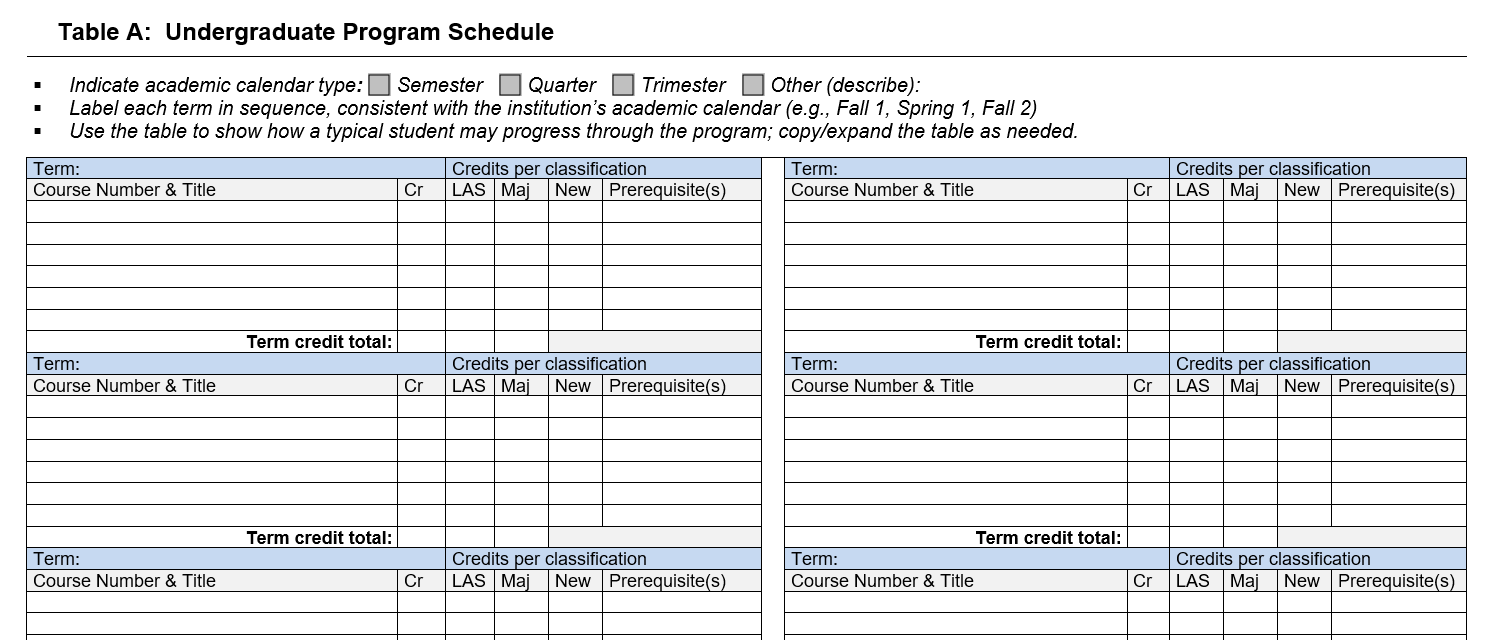 Table A:  Undergraduate Program Schedule
▪ Indicate academic calendar type: Semester Quarter Trimester Other (describe):
▪ Label each term in sequence, consistent with the institution’s academic calendar (e.g., Fall 1, Spring 1, Fall 2)
▪ Use the table to show how a typical student may progress through the program; copy/expand the table as needed.
Term: Credits per classification Term: Credits per classification
Course Number & Title Cr LAS Maj New Prerequisite(s) Course Number & Title Cr LAS Maj New Prerequisite(s)
Term credit total: Term credit total:
Term: Credits per classification Term: Credits per classification
Course Number & Title Cr LAS Maj New Prerequisite(s) Course Number & Title Cr LAS Maj New Prerequisite(s)
Term credit total: Term credit total:
Term: Credits per classification Term: Credits per classification
Course Number & Title Cr LAS Maj New Prerequisite(s) Course Number & Title Cr LAS Maj New Prerequisite(s)